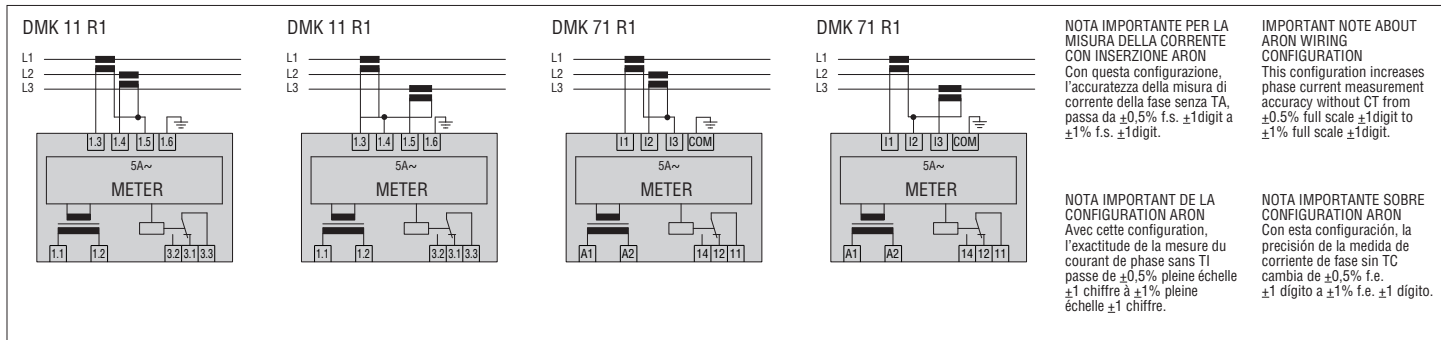 DMK 11 R1
L1
L2
L3
1.3 1.4 1.5 1.6
5A~
METER
1.1 1.2 3.2 3.1 3.3
DMK 11 R1
L1
L2
L3
1.3 1.4 1.5 1.6
5A~
METER
1.1 1.2 3.2 3.1 3.3
DMK 71 R1
L1
L2
L3
I1 I2 I3 COM
5A~
METER
A1 A2 14 12 11
DMK 71 R1
L1
L2
L3
I1 I2 I3 COM
5A~
METER
A1 A2 14 12 11
NOTA IMPORTANTE PER LA
MISURA DELLA CORRENTE
CON INSERZIONE ARON
Con questa configurazione,
l'accuratezza della misura di
corrente della fase senza TA,
passa da ±0,5% f.s. ±1digit a
±1% f.s. ±1digit.
IMPORTANT NOTE ABOUT
ARON WIRING
CONFIGURATION
This configuration increases
phase current measurement
accuracy without CT from
±0.5% full scale ±1digit to
±1% full scale ±1digit.
NOTA IMPORTANT DE LA
CONFIGURATION ARON
Avec cette configuration,
l'exactitude de la mesure du
courant de phase sans TI
passe de ±0,5% pleine échelle
±1 chiffre à ±1% pleine
échelle ±1 chiffre.
NOTA IMPORTANTE SOBRE
CONFIGURATION ARON
Con esta configuración, la
precisión de la medida de
corriente de fase sin TC
cambia de ±0,5% f.e.
±1 dígito a ±1% f.e. ±1 dígito.